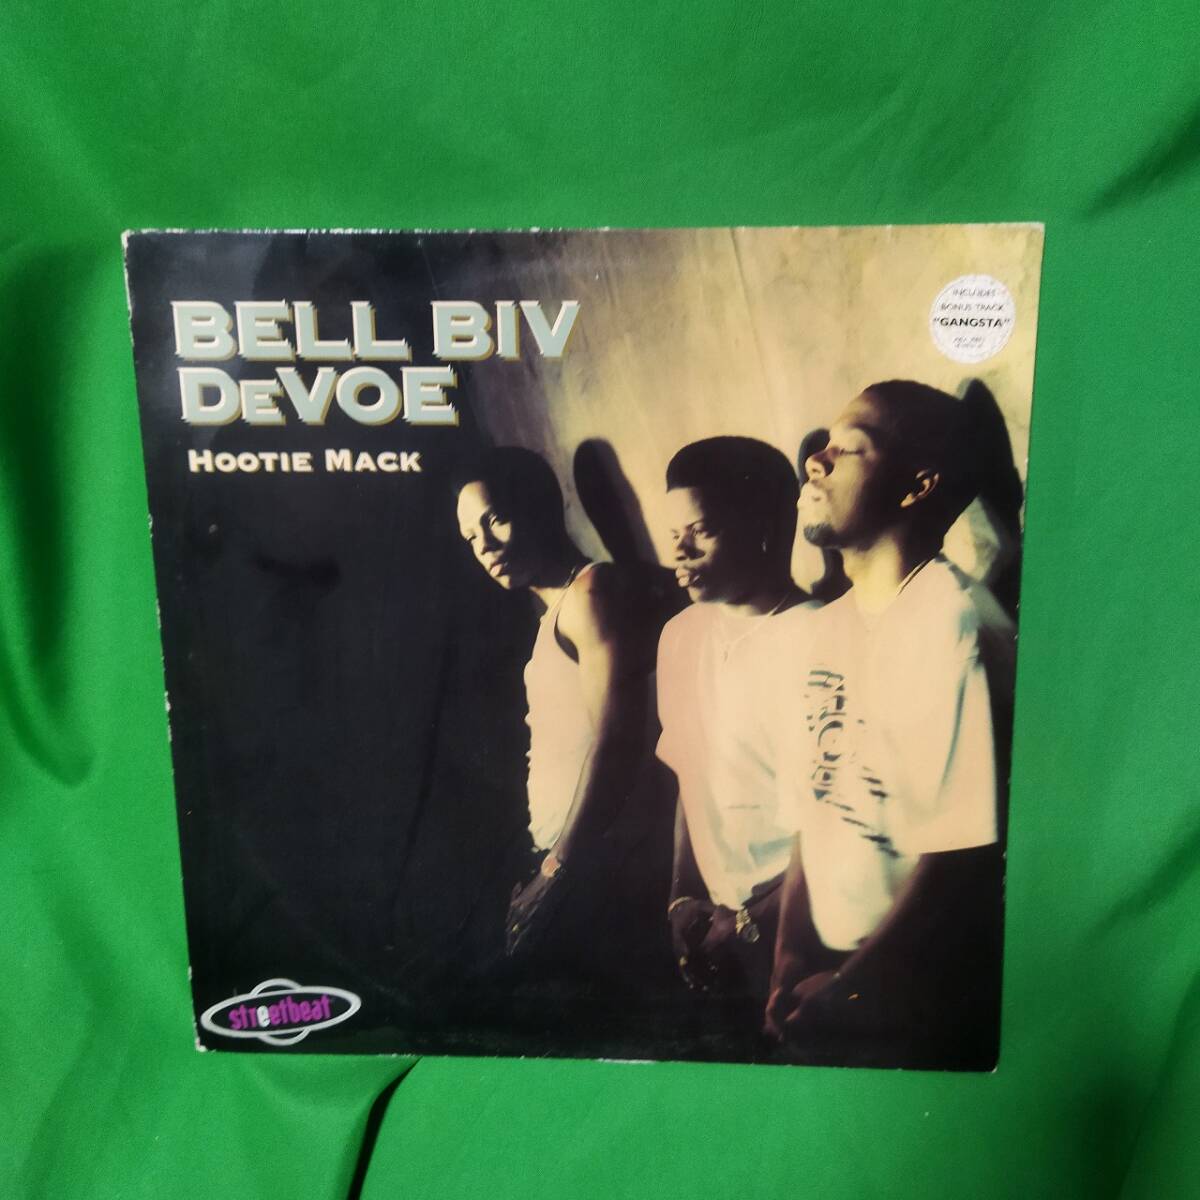 BELL BIV
DeVOE
HOOTIE MACK
INCLUDES
BONUS TRACK
"GANGSTA"
streetbeat